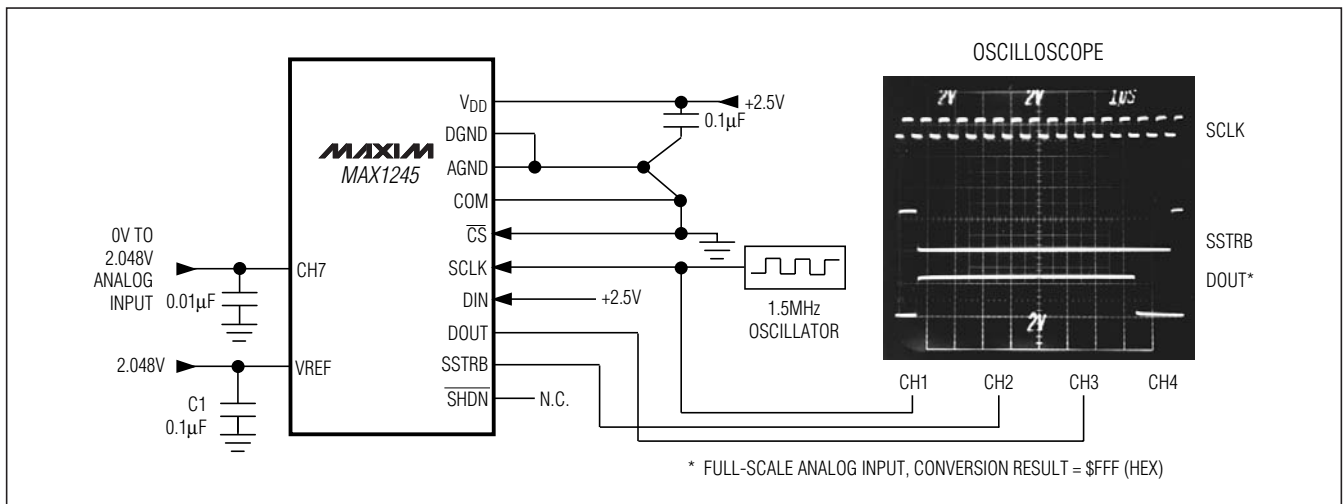 OSCILLOSCOPE
2V 2V 1µS
SCLK
SSTRB
DOUT*
2V
CH1 CH2 CH3 CH4
MAXIM
MAX1245
VDD
DGND
AGND
COM
CS
SCLK
DIN
DOUT
SSTRB
SHDN
CH7
VREF
+2.5V
0.1µF
0V TO
2.048V
ANALOG
INPUT
0.01µF
2.048V
C1
0.1µF
+2.5V
1.5MHz
OSCILLATOR
N.C.
* FULL-SCALE ANALOG INPUT, CONVERSION RESULT = $FFF (HEX)